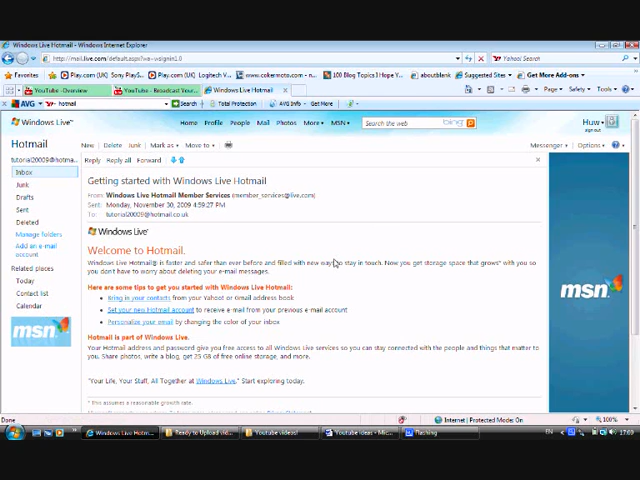 Windows Live Hotmail - Windows Internet Explorer
http://mail.live.com/default.aspx?wa=wsignin1.0
Yahoo! Search
Favorites Play.com (UK) Sony PlayS... Play.com (UK) Logitech V... www.cokermoto.com - n... 100 Blog Topics I Hope Y... about:blank Suggested Sites Get More Add-ons
YouTube - Overview YouTube - Broadcast Your... Windows Live Hotmail
Page Safety Tools
AVG hotmail Search Total Protection AVG Info Get More
Windows Live™ Home Profile People Mail Photos More MSN Search the web bing Huw
sign out
Hotmail New Delete Junk Mark as Move to Messenger Options
tutorial20009@hotma...
Reply Reply all Forward
Inbox
Junk
Drafts
Sent
Deleted
Manage folders
Add an e-mail
account
Related places
Today
Contact list
Calendar
msn
Getting started with Windows Live Hotmail
From: Windows Live Hotmail Member Services (member_services@live.com)
Sent: Monday, November 30, 2009 4:59:27 PM
To: tutorial20009@hotmail.co.uk
Windows Live™
Welcome to Hotmail.
Windows Live Hotmail® is faster and safer than ever before and filled with new ways to stay in touch. Now you get storage space that grows* with you so
you don't have to worry about deleting your e-mail messages.
Here are some tips to get you started with Windows Live Hotmail:
Bring in your contacts from your Yahoo! or Gmail address book
Set your new Hotmail account to receive e-mail from your previous e-mail account
Personalize your email by changing the color of your inbox
Hotmail is part of Windows Live.
Your Hotmail address and password give you free access to all Windows Live services so you can stay connected with the people and things that matter to
you. Share photos, write a blog, get 25 GB of free online storage, and more.
"Your Life, Your Stuff, All Together at Windows Live." Start exploring today.
* This assumes a reasonable growth rate.
msn
Done Internet | Protected Mode: On 100%
Windows Live Hotm... Ready to Upload vid... Youtube videos! Youtube ideas - Mic... Flashing EN 17:03